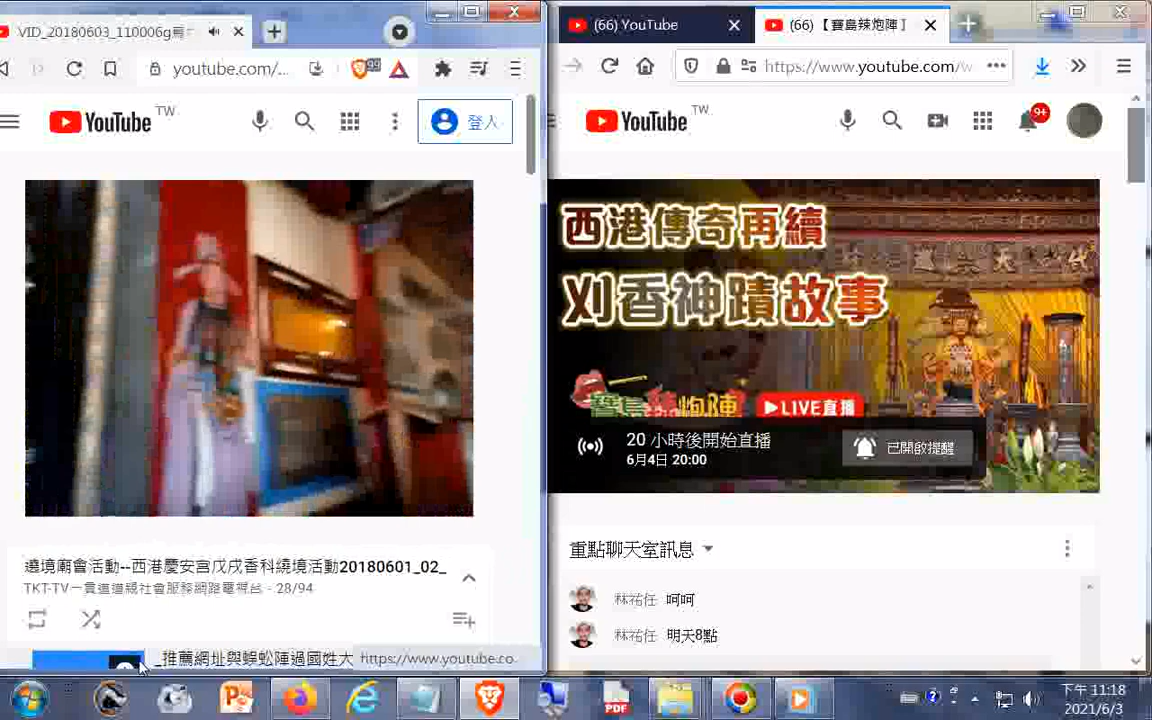 VID_20180603_110006g
youtube.com/...
99
YouTube TW
登入
遶境廟會活動--西港慶安宮戊戌香科繞境活動20180601_02_
TKT-TV一貫道道親社會服務網路電視台 - 28/94
_推薦網址與蜈蚣陣過國姓大
https://www.youtube.co
(66) YouTube
(66) 【寶島辣炮陣】
https://www.youtube.com/w
YouTube TW
9+
西港傳奇再續
刈香神蹟故事
寶島辣炮陣
LIVE直播
20 小時後開始直播
6月4日 20:00
已開啟提醒
重點聊天室訊息
林祐任 呵呵
林祐任 明天8點
PDF
下午 11:18
2021/6/3